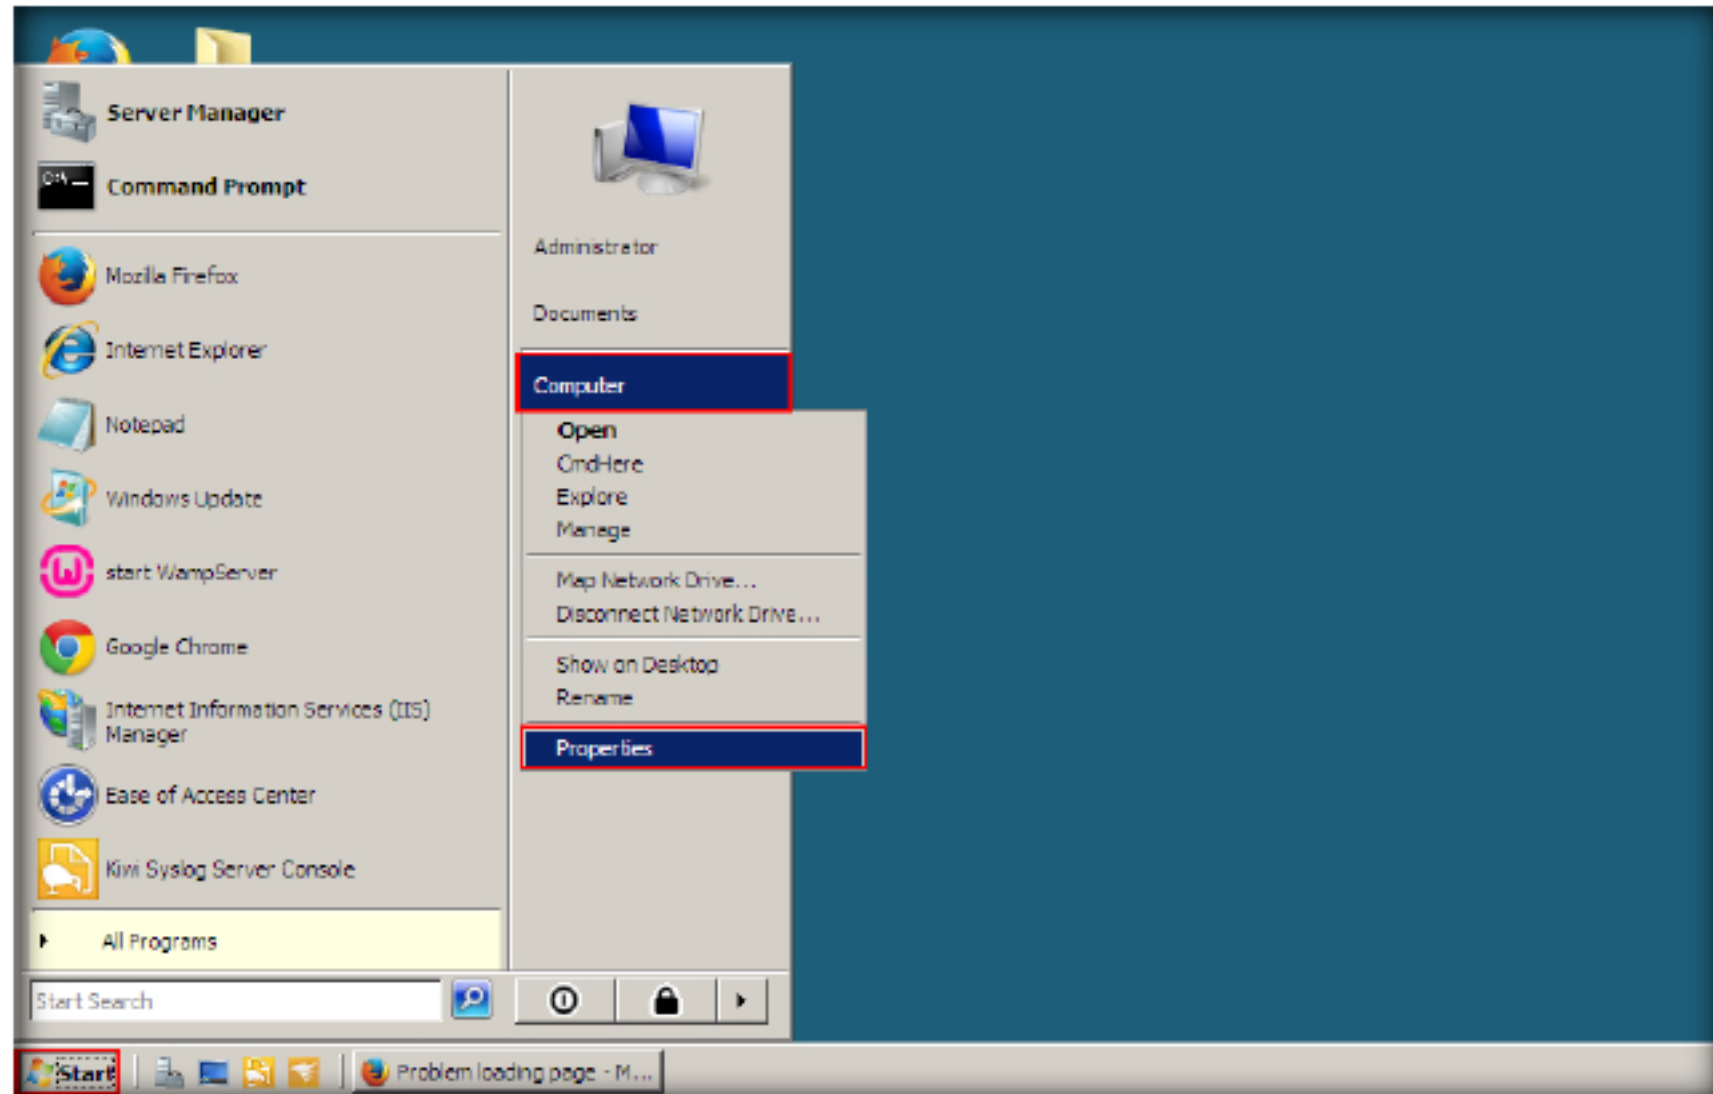 Server Manager
Command Prompt
Mozilla Firefox
Internet Explorer
Notepad
Windows Update
start WampServer
Google Chrome
Internet Information Services (IIS)
Manager
Ease of Access Center
Kiwi Syslog Server Console
All Programs
Start Search
Administrator
Documents
Computer
Open
CmdHere
Explore
Manage
Map Network Drive...
Disconnect Network Drive...
Show on Desktop
Rename
Properties
Start
Problem loading page - M...